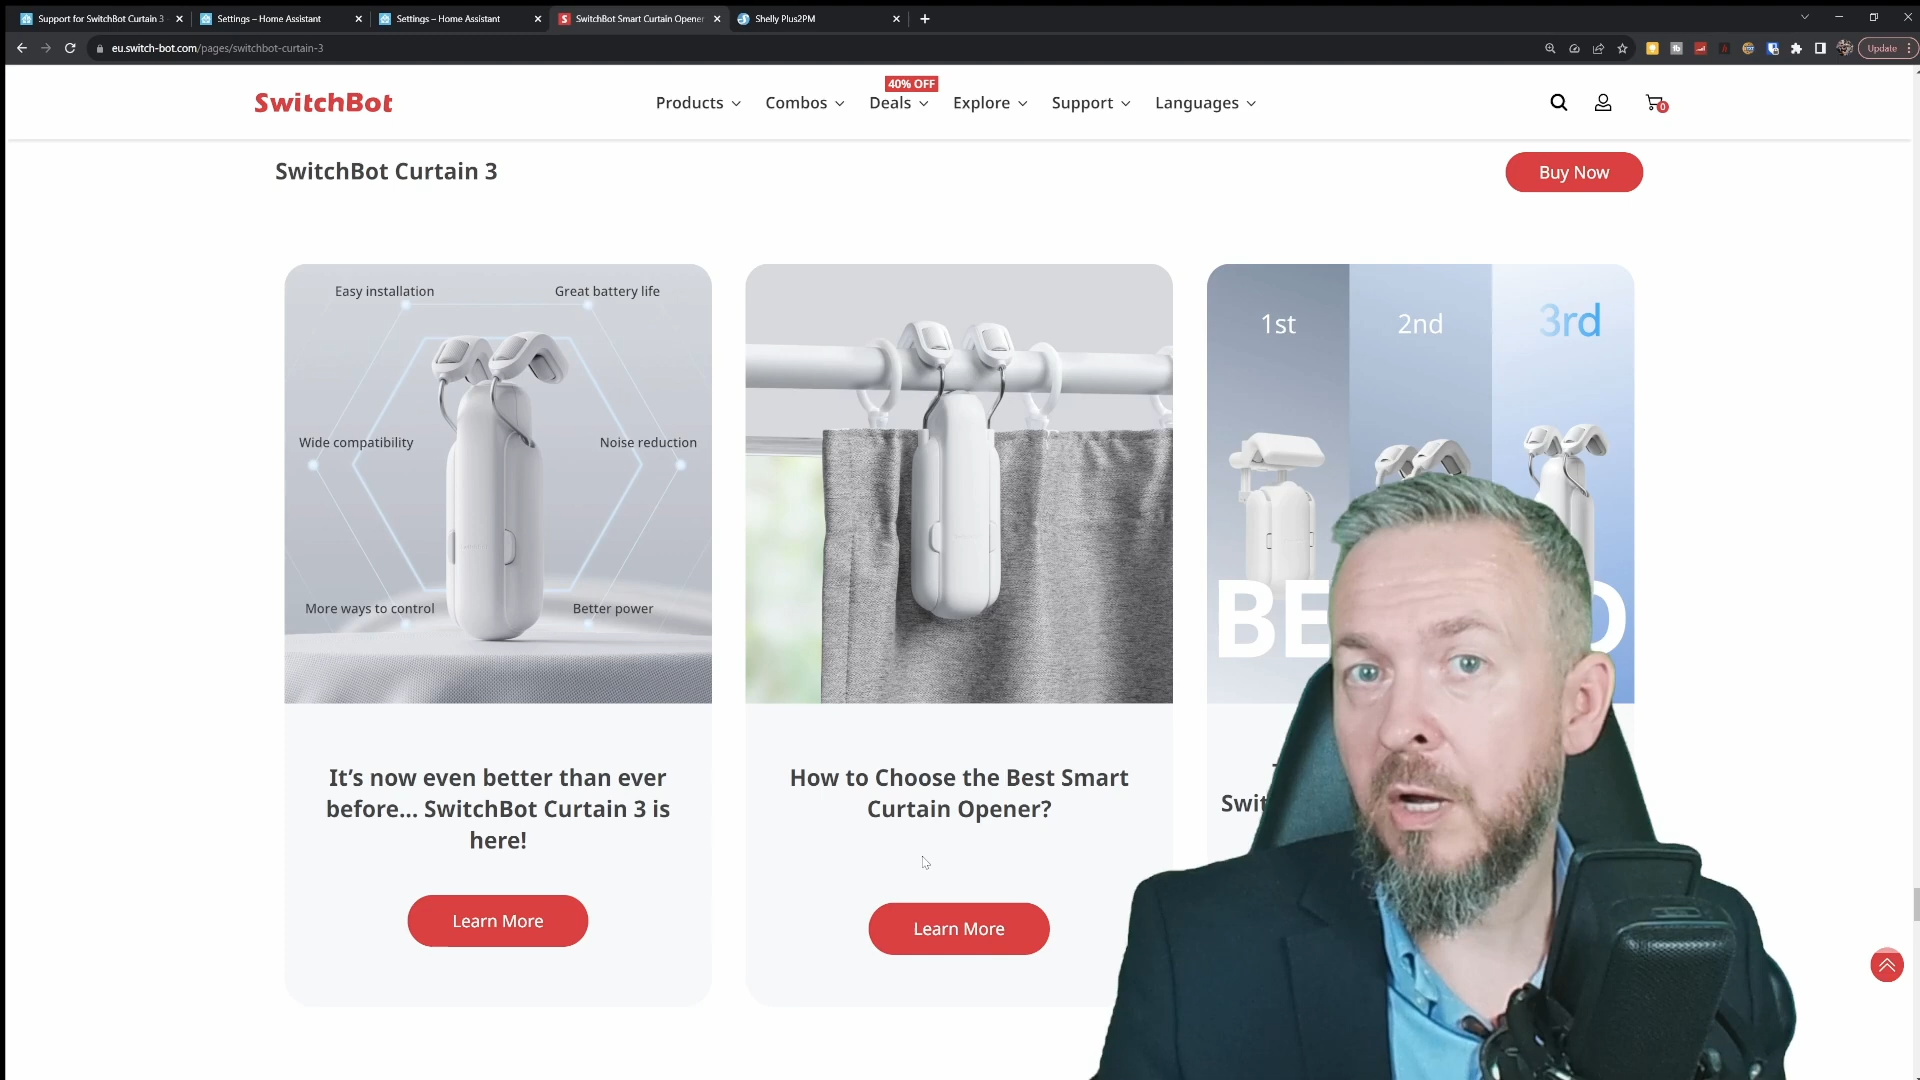 Support for SwitchBot Curtain 3
Settings – Home Assistant
Settings – Home Assistant
SwitchBot Smart Curtain Opener
Shelly Plus2PM
eu.switch-bot.com/pages/switchbot-curtain-3
Update
40% OFF
SwitchBot
Products
Combos
Deals
Explore
Support
Languages
0
SwitchBot Curtain 3
Buy Now
Easy installation
Great battery life
Wide compatibility
Noise reduction
More ways to control
Better power
1st
2nd
3rd
It’s now even better than ever
before... SwitchBot Curtain 3 is
here!
Learn More
How to Choose the Best Smart
Curtain Opener?
Learn More